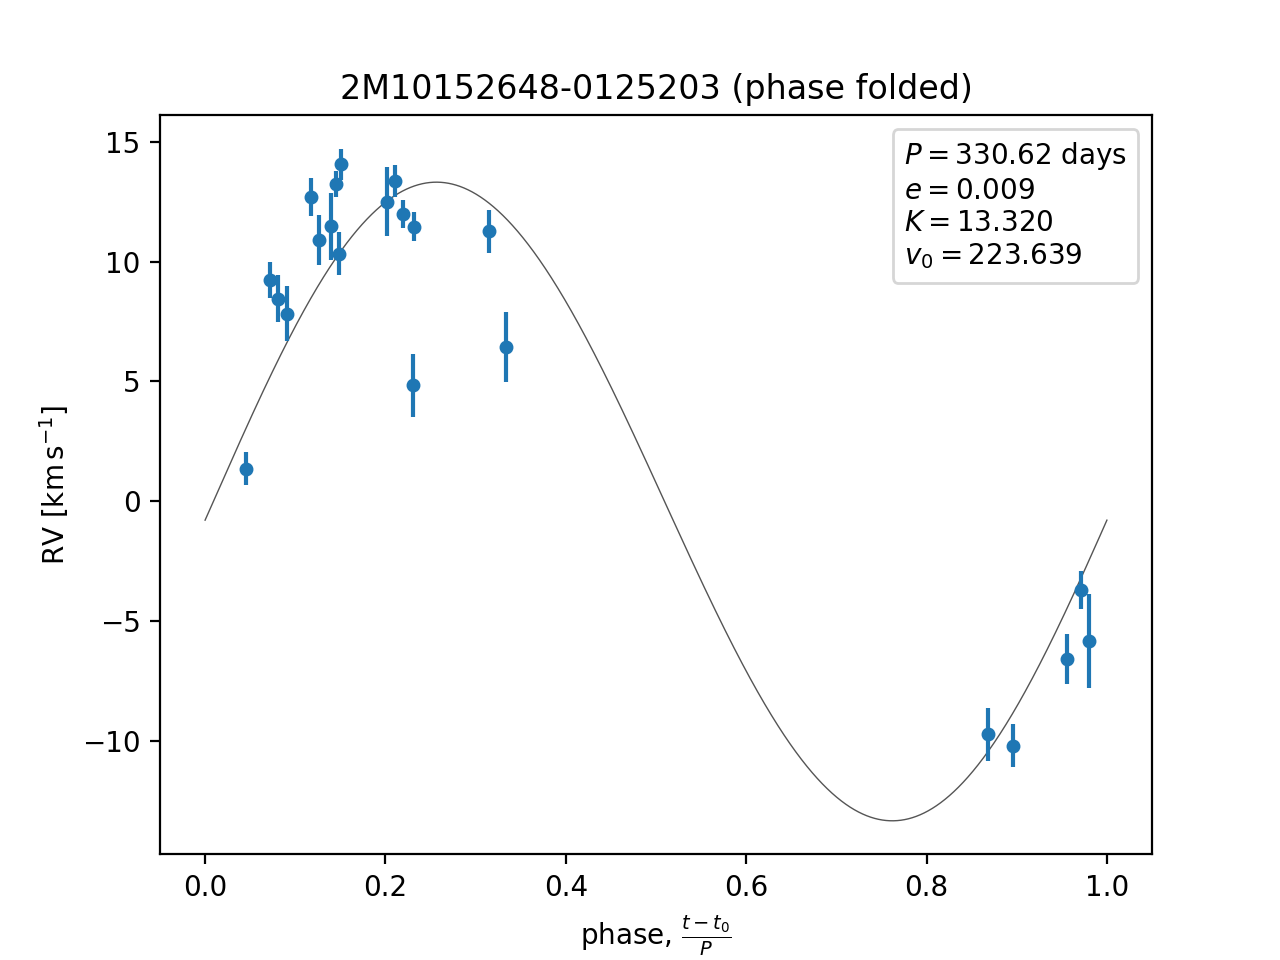 2M10152648-0125203 (phase folded)
P = 330.62 days
e = 0.009
K = 13.320
v₀ = 223.639
RV [km s⁻¹]
15
10
5
0
−5
−10
0.0 0.2 0.4 0.6 0.8 1.0
phase, (t − t₀)/P